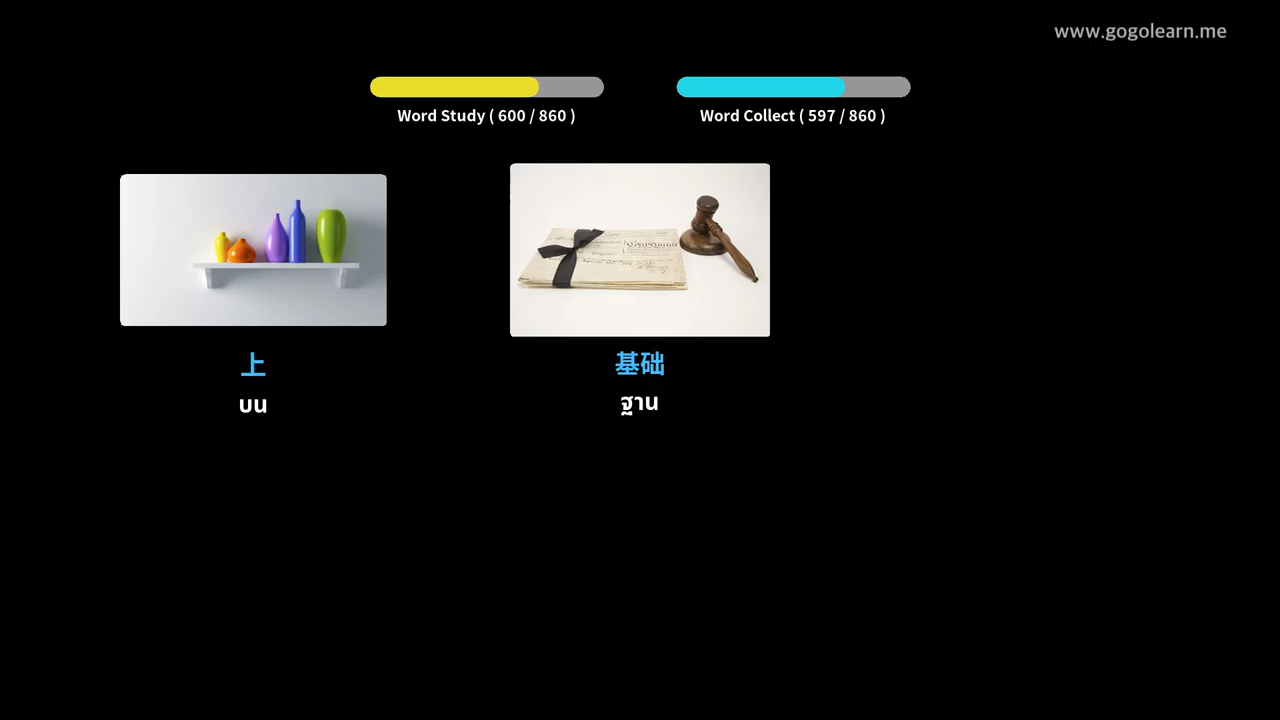 www.gogolearn.me
Word Study ( 600 / 860 )
Word Collect ( 597 / 860 )
上
บน
基础
ฐาน